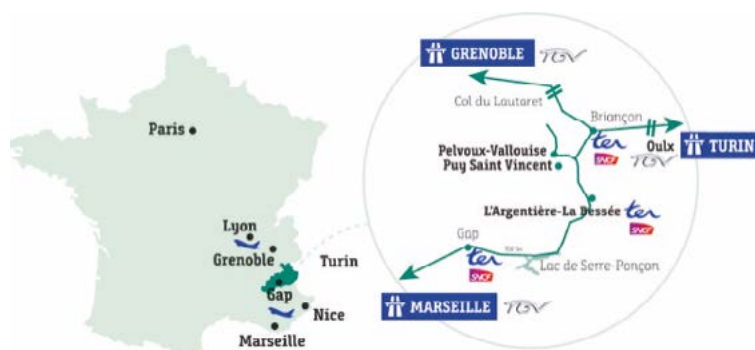 Paris
Lyon
Grenoble
Turin
Gap
Nice
Marseille
GRENOBLE TGV
Col du Lautaret
Briançon
Oulx
TURIN
ter
SNCF
TGV
Pelvoux-Vallouise
Puy Saint Vincent
L'Argentière-La Bessée ter
SNCF
Gap
ter
SNCF
Lac de Serre-Ponçon
MARSEILLE TGV